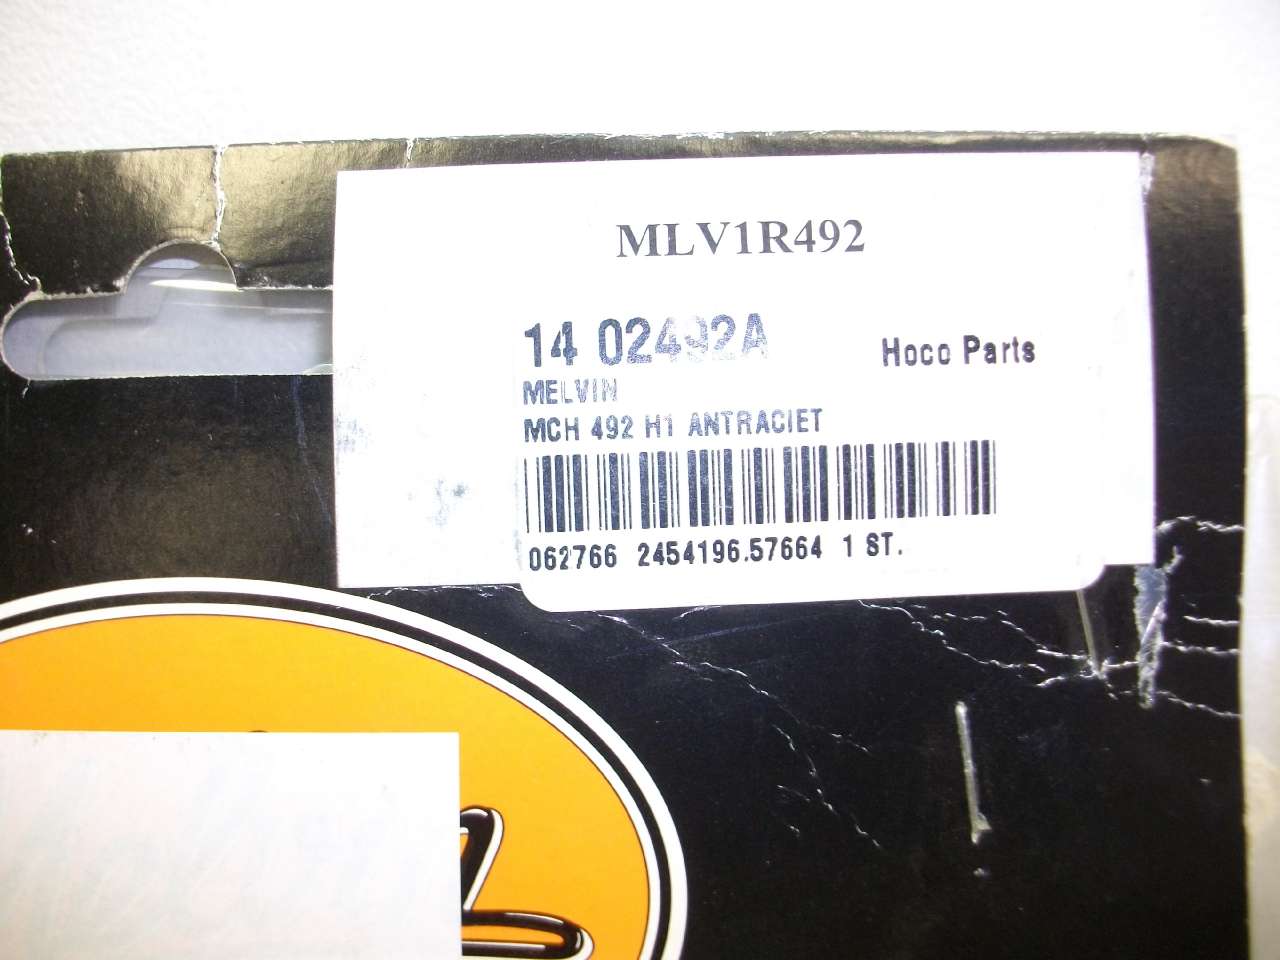 MLV1R492
14 02492A Hoco Parts
MELVIN
MCH 492 H1 ANTRACIET
062766 2454196.57664 1 ST.